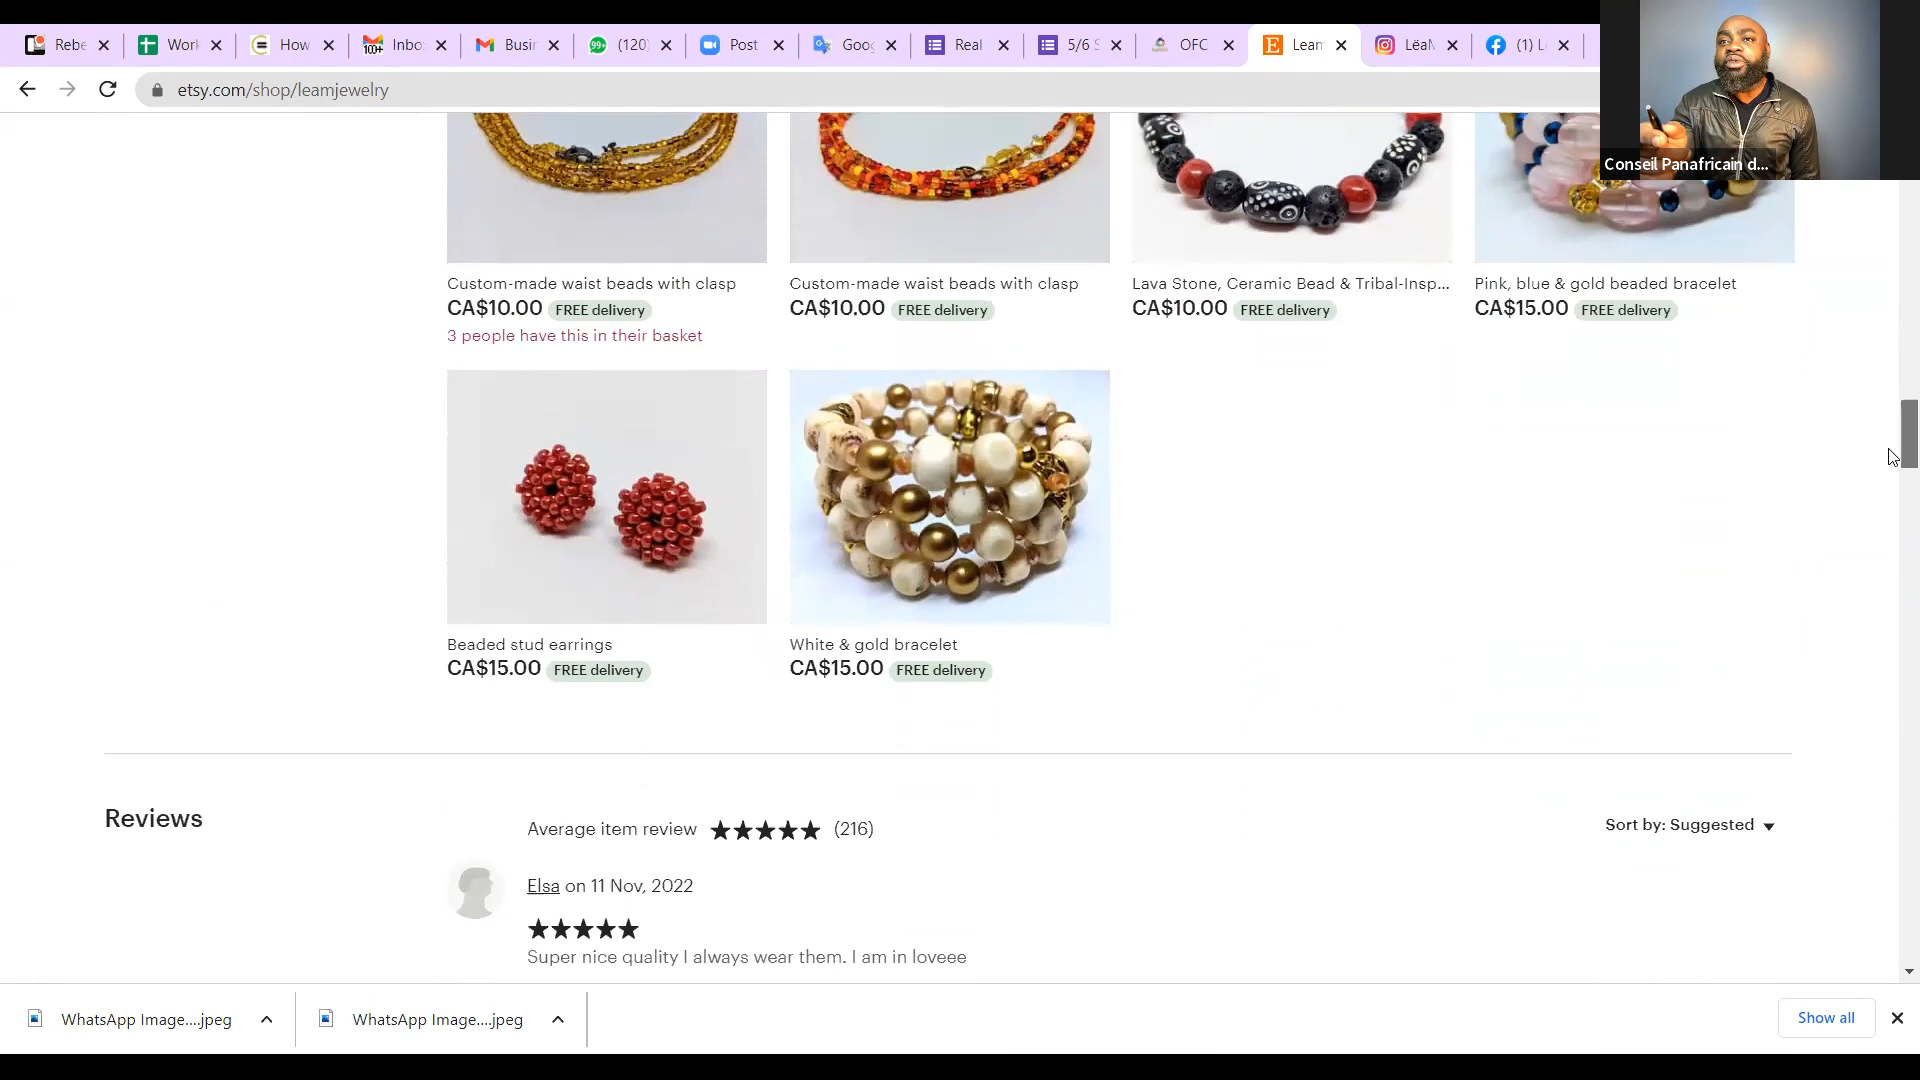 Rebe
Work
How
Inbo
Busin
(120)
Post
Goog
Real
5/6 S
OFC
Leam
LëaM
(1) L
etsy.com/shop/leamjewelry
Conseil Panafricain d...
Custom-made waist beads with clasp
CA$10.00 FREE delivery
3 people have this in their basket
Custom-made waist beads with clasp
CA$10.00 FREE delivery
Lava Stone, Ceramic Bead & Tribal-Insp...
CA$10.00 FREE delivery
Pink, blue & gold beaded bracelet
CA$15.00 FREE delivery
Beaded stud earrings
CA$15.00 FREE delivery
White & gold bracelet
CA$15.00 FREE delivery
Reviews
Average item review ★★★★★ (216)
Sort by: Suggested
Elsa on 11 Nov, 2022
★★★★★
Super nice quality I always wear them. I am in loveee
WhatsApp Image....jpeg
WhatsApp Image....jpeg
Show all